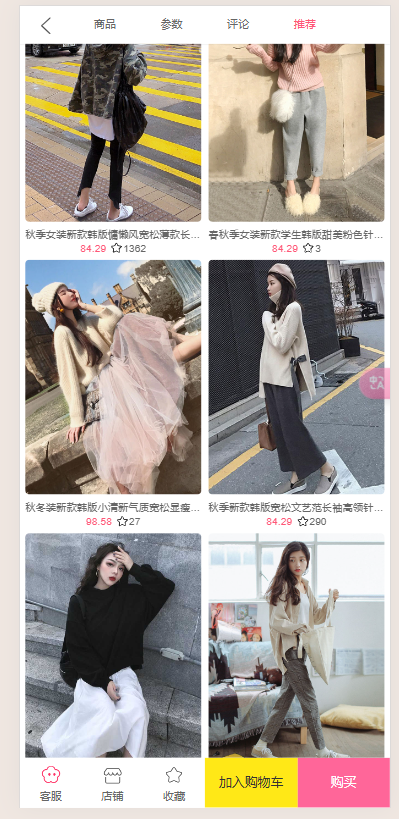 商品 参数 评论 推荐
秋季女装新款韩版慵懒风宽松薄款长...
84.29 1362
春秋季女装新款学生韩版甜美粉色针...
84.29 3
秋冬装新款韩版小清新气质宽松显瘦...
98.58 27
秋季新款韩版宽松文艺范长袖高领针...
84.29 290
客服 店铺 收藏 加入购物车 购买